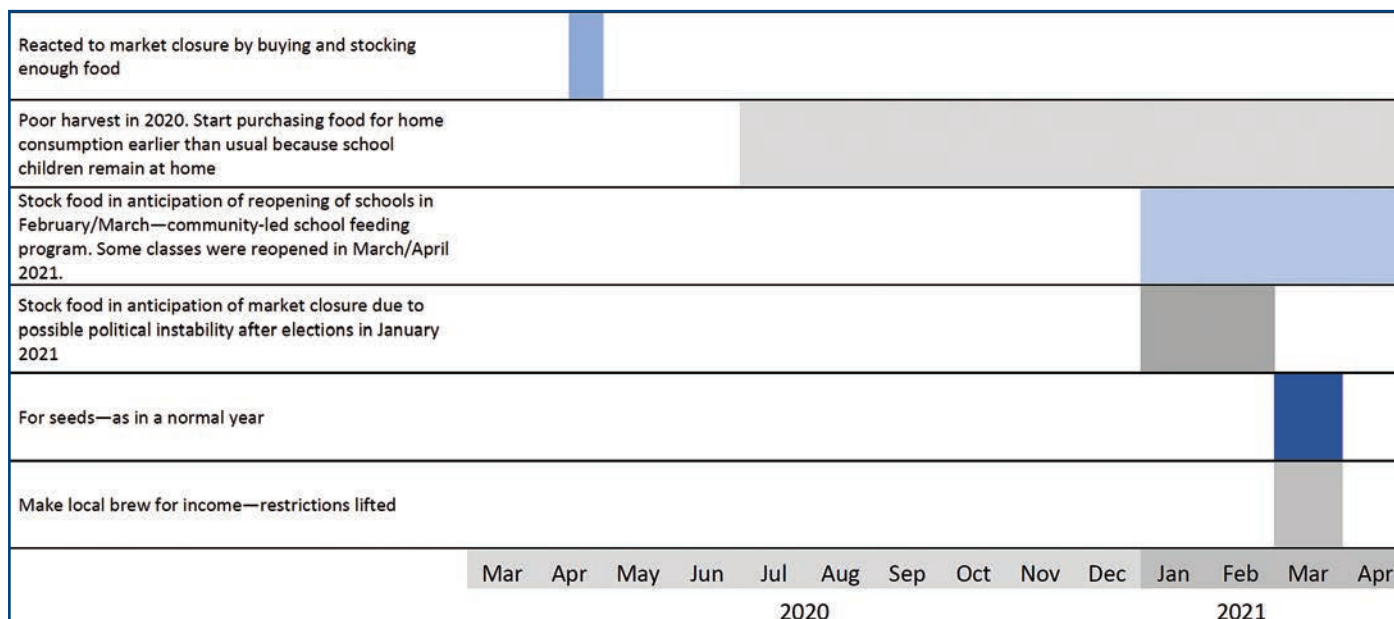 Reacted to market closure by buying and stocking
enough food
Poor harvest in 2020. Start purchasing food for home
consumption earlier than usual because school
children remain at home
Stock food in anticipation of reopening of schools in
February/March—community-led school feeding
program. Some classes were reopened in March/April
2021.
Stock food in anticipation of market closure due to
possible political instability after elections in January
2021
For seeds—as in a normal year
Make local brew for income—restrictions lifted
Mar Apr May Jun Jul Aug Sep Oct Nov Dec Jan Feb Mar Apr
2020 2021